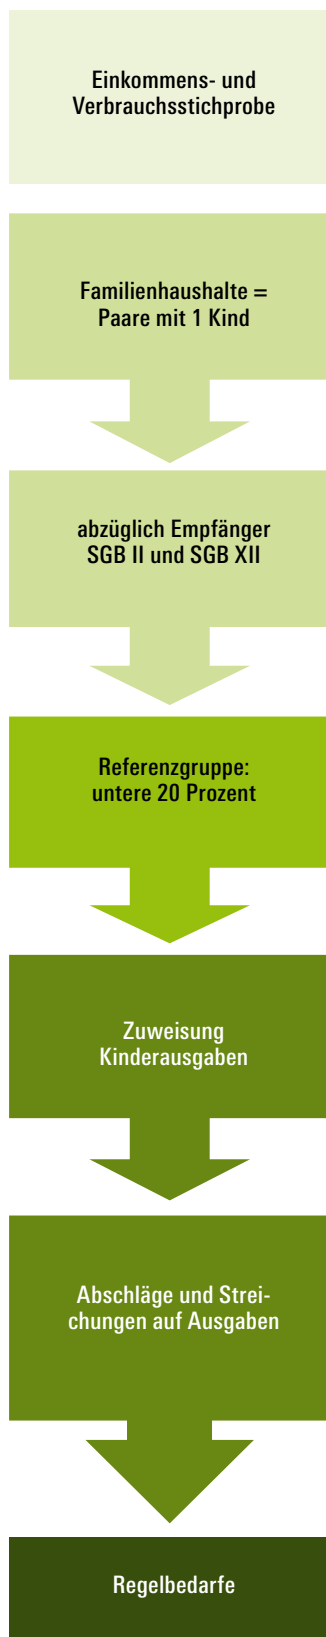 Einkommens- und
Verbrauchsstichprobe
Familienhaushalte =
Paare mit 1 Kind
abzüglich Empfänger
SGB II und SGB XII
Referenzgruppe:
untere 20 Prozent
Zuweisung
Kinderausgaben
Abschläge und Strei-
chungen auf Ausgaben
Regelbedarfe